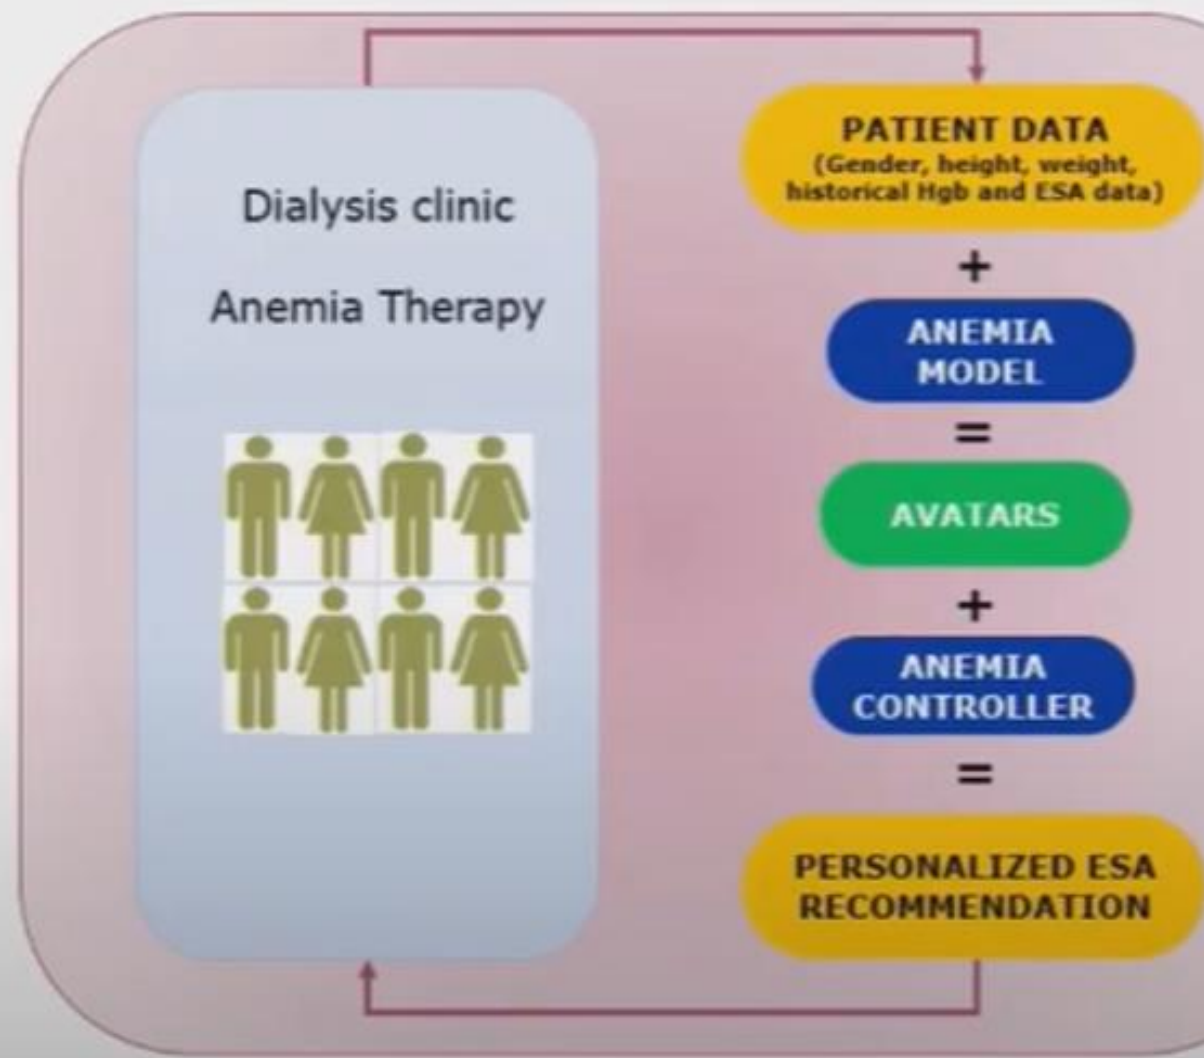 Dialysis clinic
Anemia Therapy
PATIENT DATA
(Gender, height, weight,
historical Hgb and ESA data)
+
ANEMIA
MODEL
=
AVATARS
+
ANEMIA
CONTROLLER
=
PERSONALIZED ESA
RECOMMENDATION